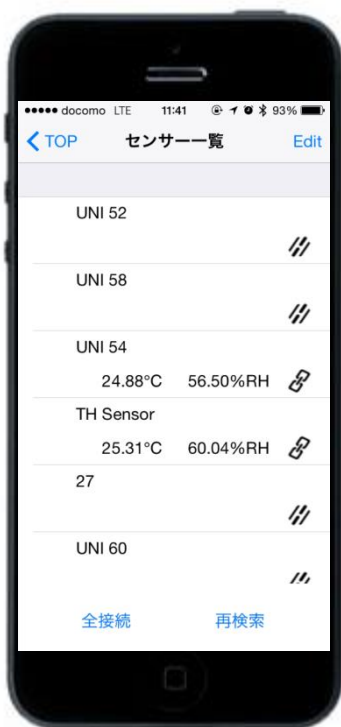 docomo LTE 11:41 93%
TOP センサー一覧 Edit
UNI 52
UNI 58
UNI 54
24.88°C 56.50%RH
TH Sensor
25.31°C 60.04%RH
27
UNI 60
全接続 再検索